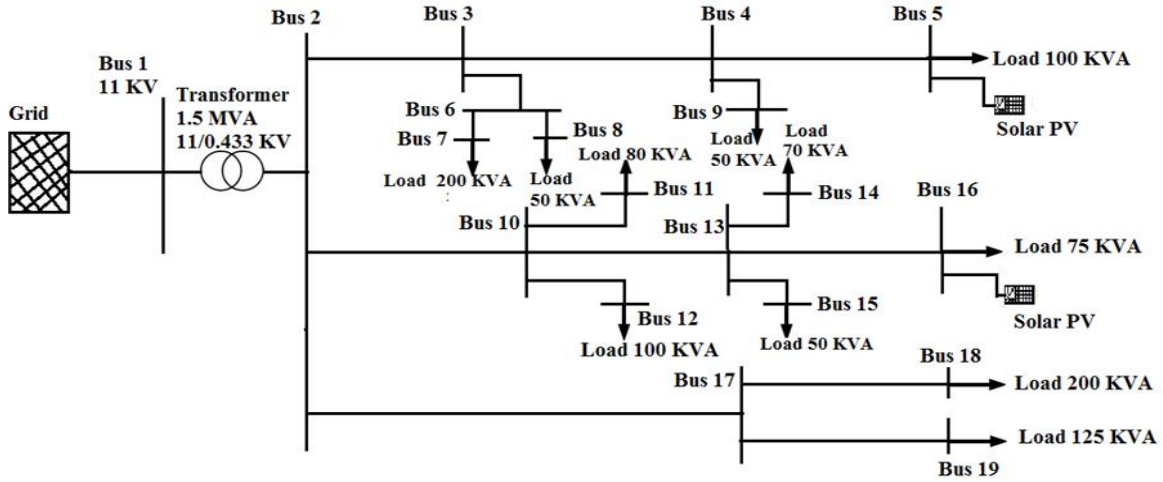 Bus 2
Bus 3
Bus 4
Bus 5
Load 100 KVA
Solar PV
Bus 1
11 KV
Grid
Transformer
1.5 MVA
11/0.433 KV
Bus 6
Bus 7
Load 200 KVA
:
Bus 8
Load
50 KVA
Bus 9
Load
50 KVA
Load
70 KVA
Load 80 KVA
Bus 11
Bus 10
Bus 12
Load 100 KVA
Bus 13
Bus 14
Bus 15
Load 50 KVA
Bus 16
Load 75 KVA
Solar PV
Bus 17
Bus 18
Load 200 KVA
Load 125 KVA
Bus 19